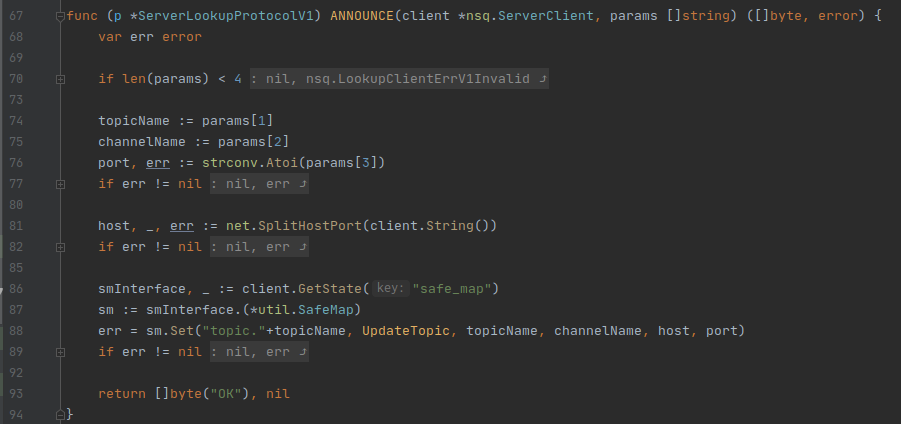 67 func (p *ServerLookupProtocolV1) ANNOUNCE(client *nsq.ServerClient, params []string) ([]byte, error) {
68 var err error
69
70 if len(params) < 4 : nil, nsq.LookupClientErrV1Invalid ⤴
73
74 topicName := params[1]
75 channelName := params[2]
76 port, err := strconv.Atoi(params[3])
77 if err != nil : nil, err ⤴
80
81 host, _, err := net.SplitHostPort(client.String())
82 if err != nil : nil, err ⤴
85
86 smInterface, _ := client.GetState( key: "safe_map")
87 sm := smInterface.(*util.SafeMap)
88 err = sm.Set("topic."+topicName, UpdateTopic, topicName, channelName, host, port)
89 if err != nil : nil, err ⤴
92
93 return []byte("OK"), nil
94 }